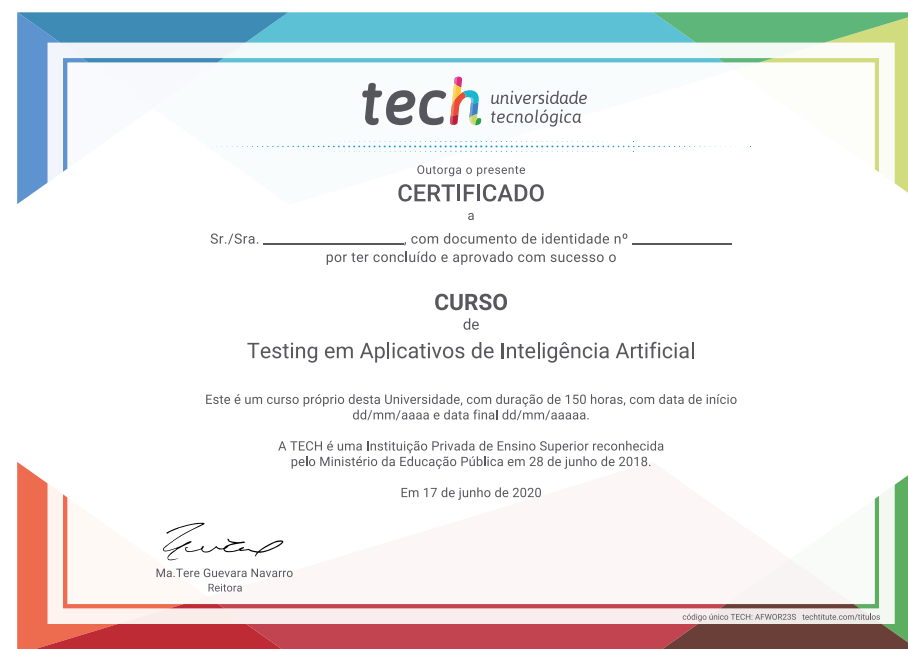 tech universidade
tecnológica
Outorga o presente
CERTIFICADO
a
Sr./Sra. ______________, com documento de identidade nº __________
por ter concluído e aprovado com sucesso o
CURSO
de
Testing em Aplicativos de Inteligência Artificial
Este é um curso próprio desta Universidade, com duração de 150 horas, com data de início
dd/mm/aaaa e data final dd/mm/aaaaa.
A TECH é uma Instituição Privada de Ensino Superior reconhecida
pelo Ministério da Educação Pública em 28 de junho de 2018.
Em 17 de junho de 2020
Ma.Tere Guevara Navarro
Reitora
código único TECH: AFWOR23S techtitute.com/titulos